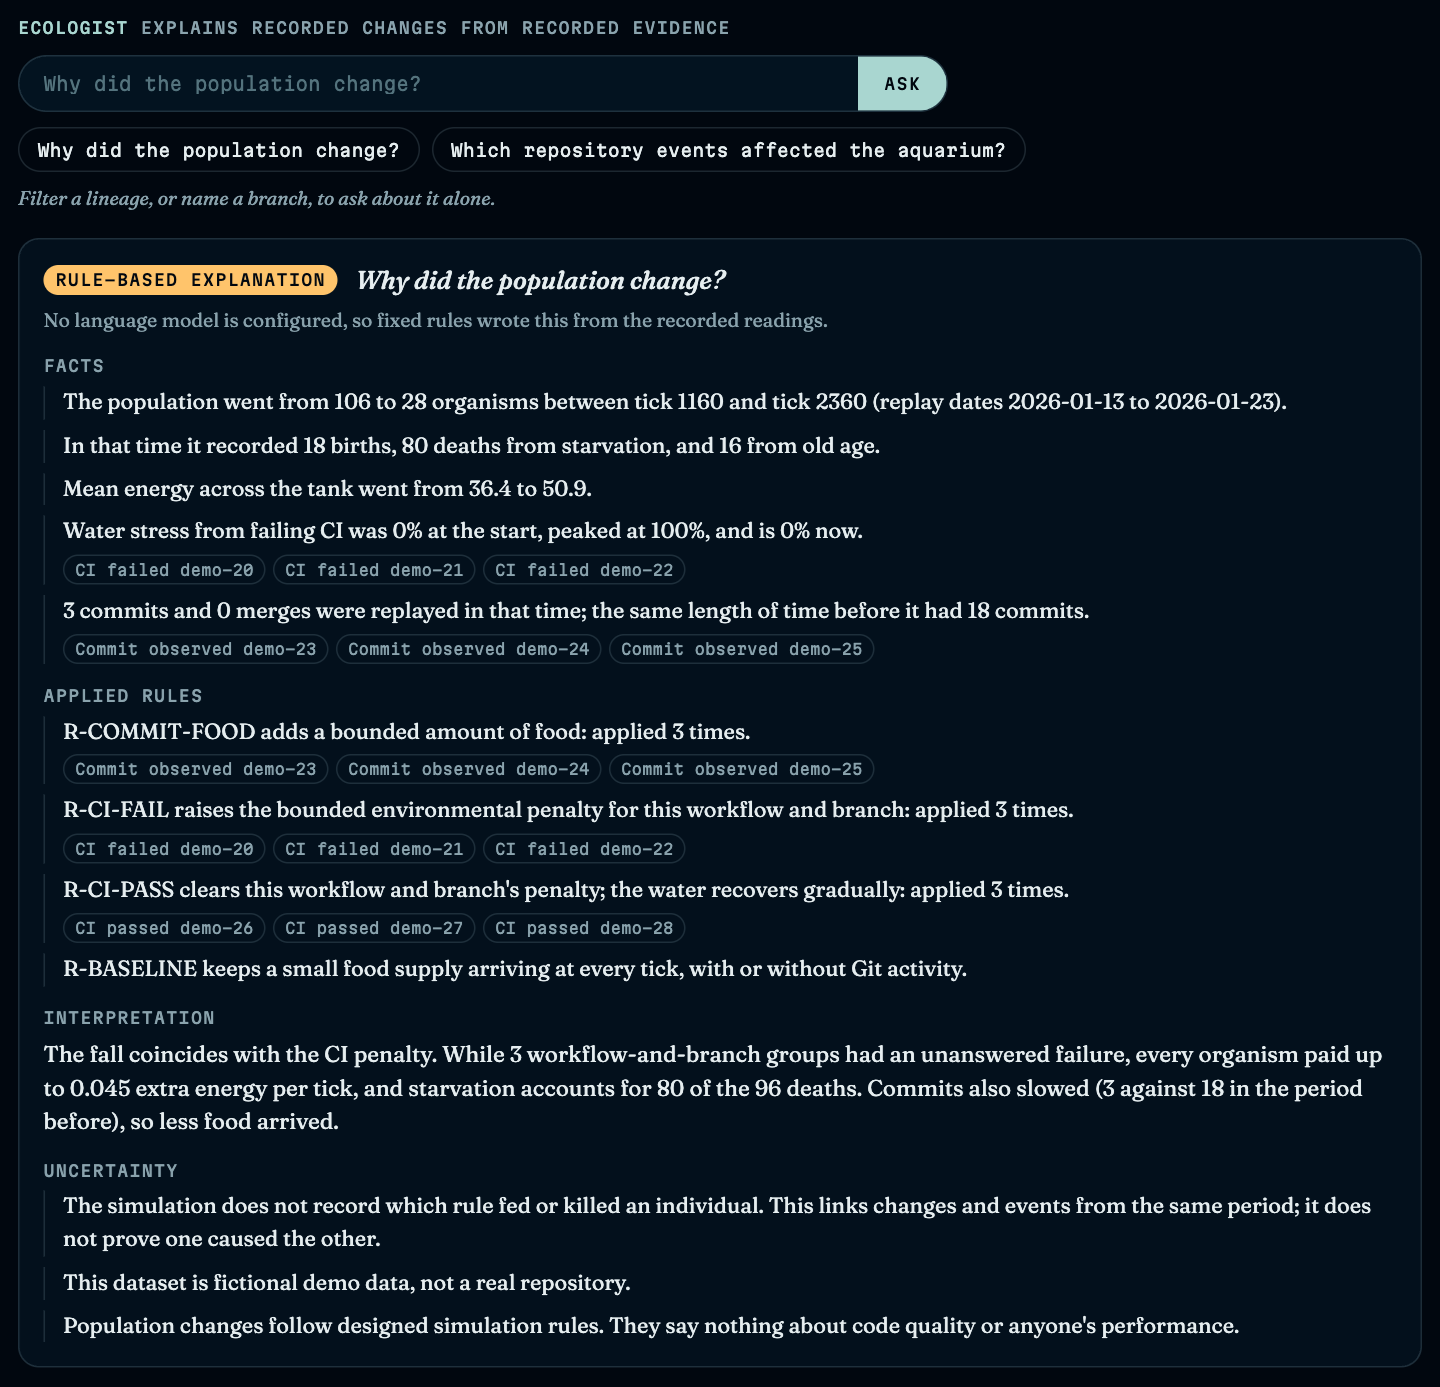 ECOLOGIST EXPLAINS RECORDED CHANGES FROM RECORDED EVIDENCE
Why did the population change?
ASK
Why did the population change?
Which repository events affected the aquarium?
Filter a lineage, or name a branch, to ask about it alone.
RULE-BASED EXPLANATION
Why did the population change?
No language model is configured, so fixed rules wrote this from the recorded readings.
FACTS
The population went from 106 to 28 organisms between tick 1160 and tick 2360 (replay dates 2026-01-13 to 2026-01-23).
In that time it recorded 18 births, 80 deaths from starvation, and 16 from old age.
Mean energy across the tank went from 36.4 to 50.9.
Water stress from failing CI was 0% at the start, peaked at 100%, and is 0% now.
CI failed demo-20
CI failed demo-21
CI failed demo-22
3 commits and 0 merges were replayed in that time; the same length of time before it had 18 commits.
Commit observed demo-23
Commit observed demo-24
Commit observed demo-25
APPLIED RULES
R-COMMIT-FOOD adds a bounded amount of food: applied 3 times.
Commit observed demo-23
Commit observed demo-24
Commit observed demo-25
R-CI-FAIL raises the bounded environmental penalty for this workflow and branch: applied 3 times.
CI failed demo-20
CI failed demo-21
CI failed demo-22
R-CI-PASS clears this workflow and branch's penalty; the water recovers gradually: applied 3 times.
CI passed demo-26
CI passed demo-27
CI passed demo-28
R-BASELINE keeps a small food supply arriving at every tick, with or without Git activity.
INTERPRETATION
The fall coincides with the CI penalty. While 3 workflow-and-branch groups had an unanswered failure, every organism paid up
to 0.045 extra energy per tick, and starvation accounts for 80 of the 96 deaths. Commits also slowed (3 against 18 in the period
before), so less food arrived.
UNCERTAINTY
The simulation does not record which rule fed or killed an individual. This links changes and events from the same period; it does
not prove one caused the other.
This dataset is fictional demo data, not a real repository.
Population changes follow designed simulation rules. They say nothing about code quality or anyone's performance.